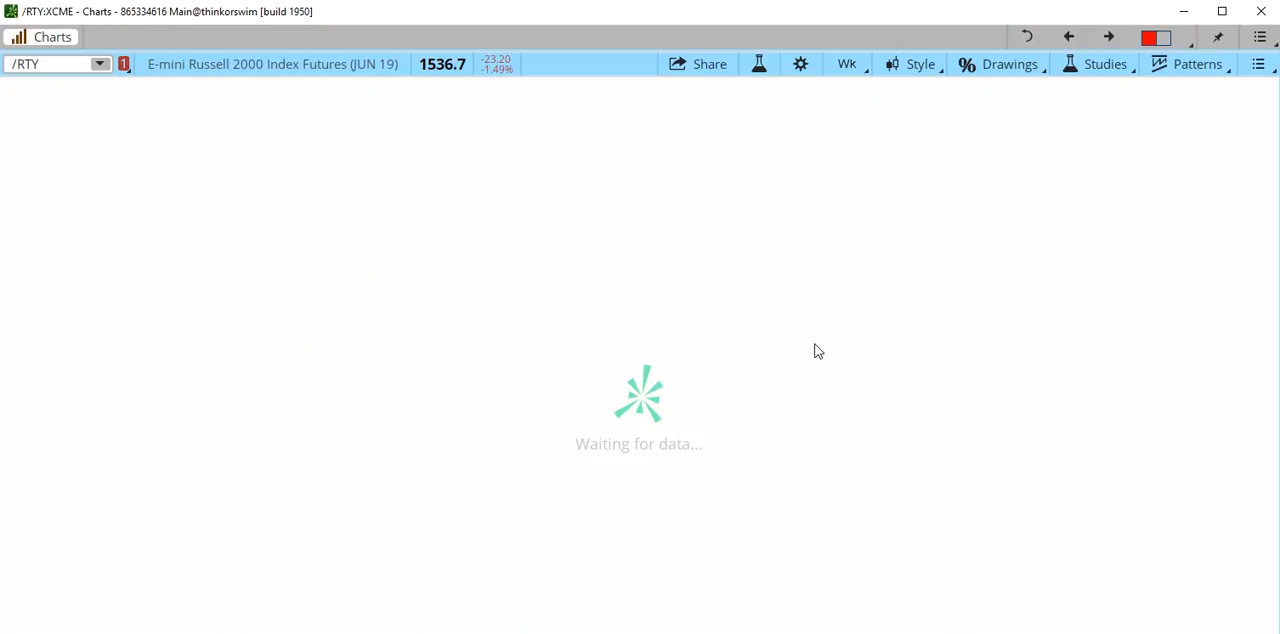 /RTY:XCME - Charts - 865334616 Main@thinkorswim [build 1950]
Charts
/RTY 1 E-mini Russell 2000 Index Futures (JUN 19) 1536.7 -23.20 Share Wk Style % Drawings Studies Patterns
-1.49%
Waiting for data...